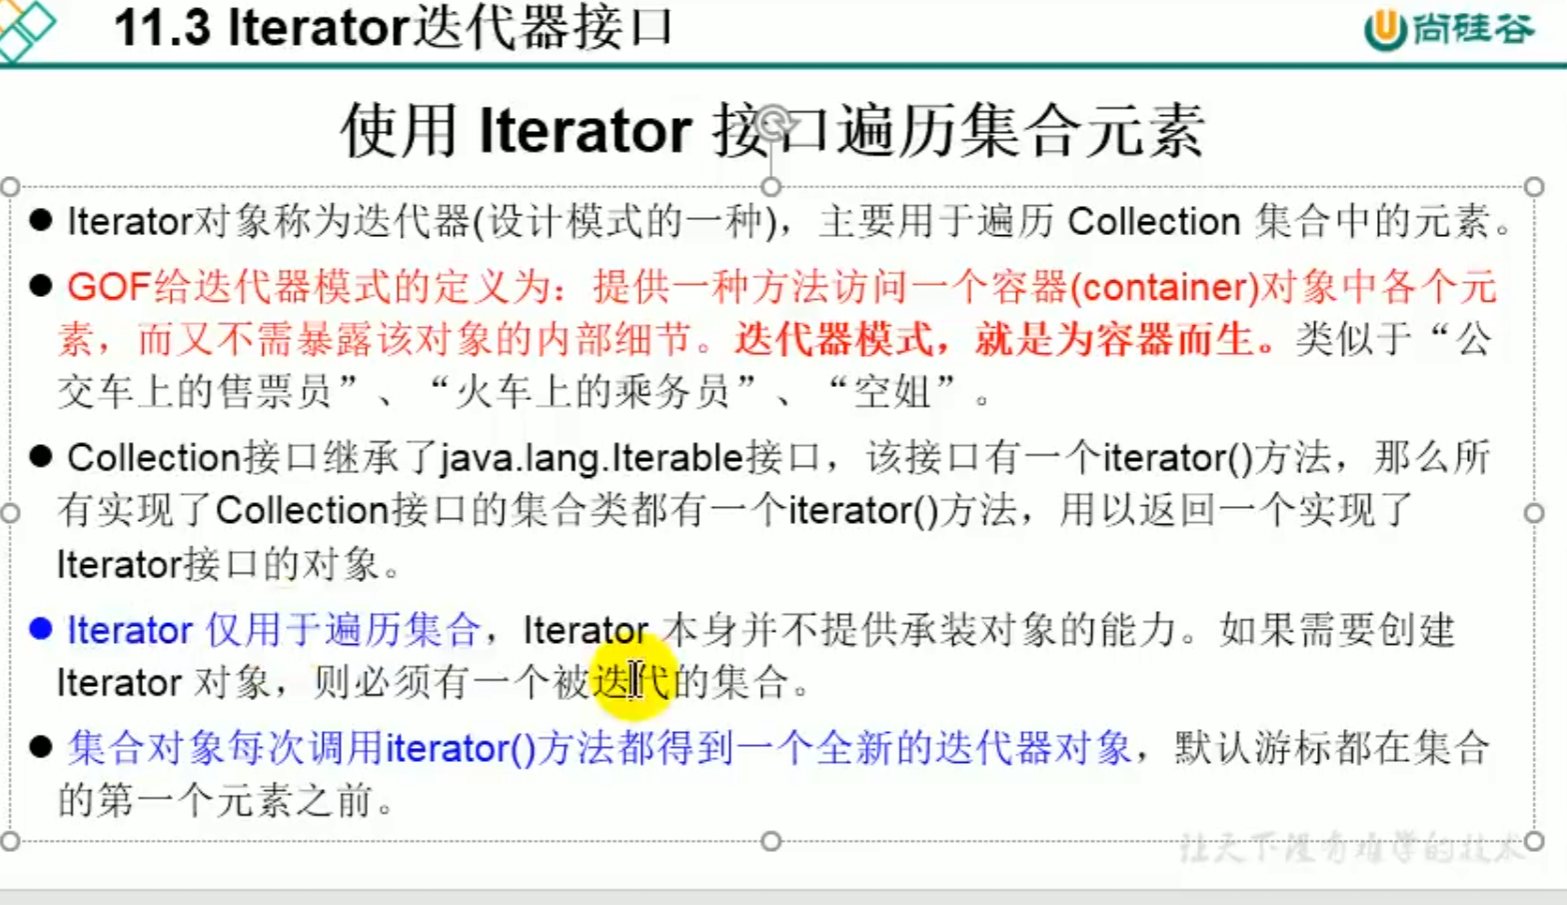 11.3 Iterator迭代器接口
尚硅谷
使用 Iterator 接口遍历集合元素
● Iterator对象称为迭代器(设计模式的一种)，主要用于遍历 Collection 集合中的元素。
● GOF给迭代器模式的定义为：提供一种方法访问一个容器(container)对象中各个元
素，而又不需暴露该对象的内部细节。迭代器模式，就是为容器而生。类似于“公
交车上的售票员”、“火车上的乘务员”、“空姐”。
● Collection接口继承了java.lang.Iterable接口，该接口有一个iterator()方法，那么所
有实现了Collection接口的集合类都有一个iterator()方法，用以返回一个实现了
Iterator接口的对象。
● Iterator 仅用于遍历集合，Iterator 本身并不提供承装对象的能力。如果需要创建
Iterator 对象，则必须有一个被迭代的集合。
● 集合对象每次调用iterator()方法都得到一个全新的迭代器对象，默认游标都在集合
的第一个元素之前。
让天下没有难学的技术